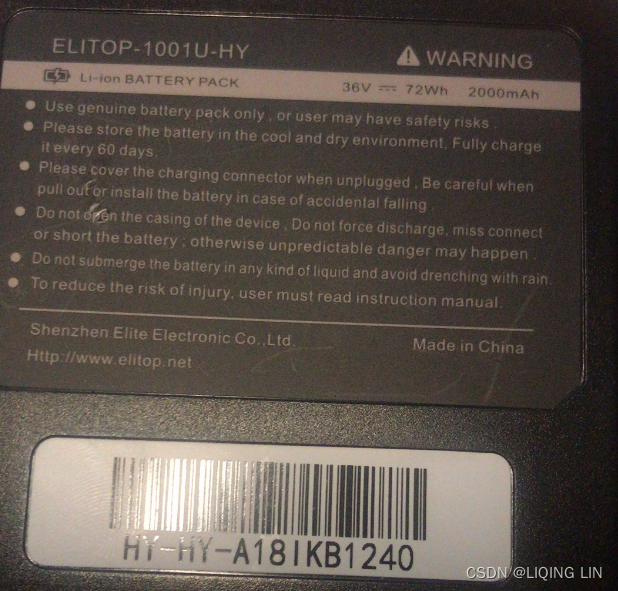 ELITOP-1001U-HY
WARNING
Li-ion BATTERY PACK 36V 72Wh 2000mAh
Use genuine battery pack only , or user may have safety risks .
Please store the battery in the cool and dry environment. Fully charge
it every 60 days.
Please cover the charging connector when unplugged , Be careful when
pull out or install the battery in case of accidental falling .
Do not open the casing of the device , Do not force discharge, miss connect
or short the battery ; otherwise unpredictable danger may happen .
Do not submerge the battery in any kind of liquid and avoid drenching with rain.
To reduce the risk of injury, user must read instruction manual.
Shenzhen Elite Electronic Co.,Ltd.
Made in China
Http://www.elitop.net
HY-HY-A18IKB1240
CSDN @LIQING LIN